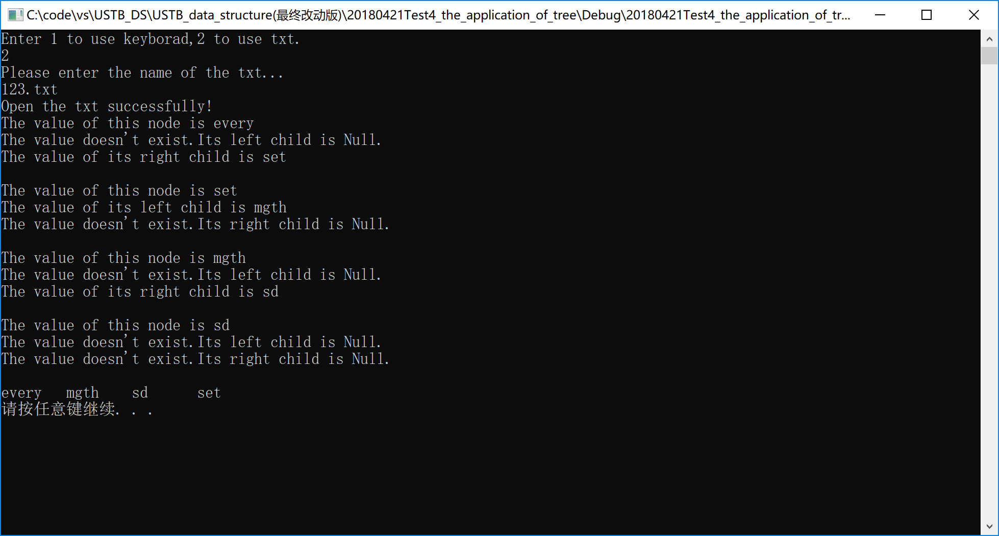 C:\code\vs\USTB_DS\USTB_data_structure(最终改动版)\20180421Test4_the_application_of_tree\Debug\20180421Test4_the_application_of_tr...
Enter 1 to use keyborad,2 to use txt.
2
Please enter the name of the txt...
123.txt
Open the txt successfully!
The value of this node is every
The value doesn't exist.Its left child is Null.
The value of its right child is set
The value of this node is set
The value of its left child is mgth
The value doesn't exist.Its right child is Null.
The value of this node is mgth
The value doesn't exist.Its left child is Null.
The value of its right child is sd
The value of this node is sd
The value doesn't exist.Its left child is Null.
The value doesn't exist.Its right child is Null.
every   mgth    sd      set
请按任意键继续. . .